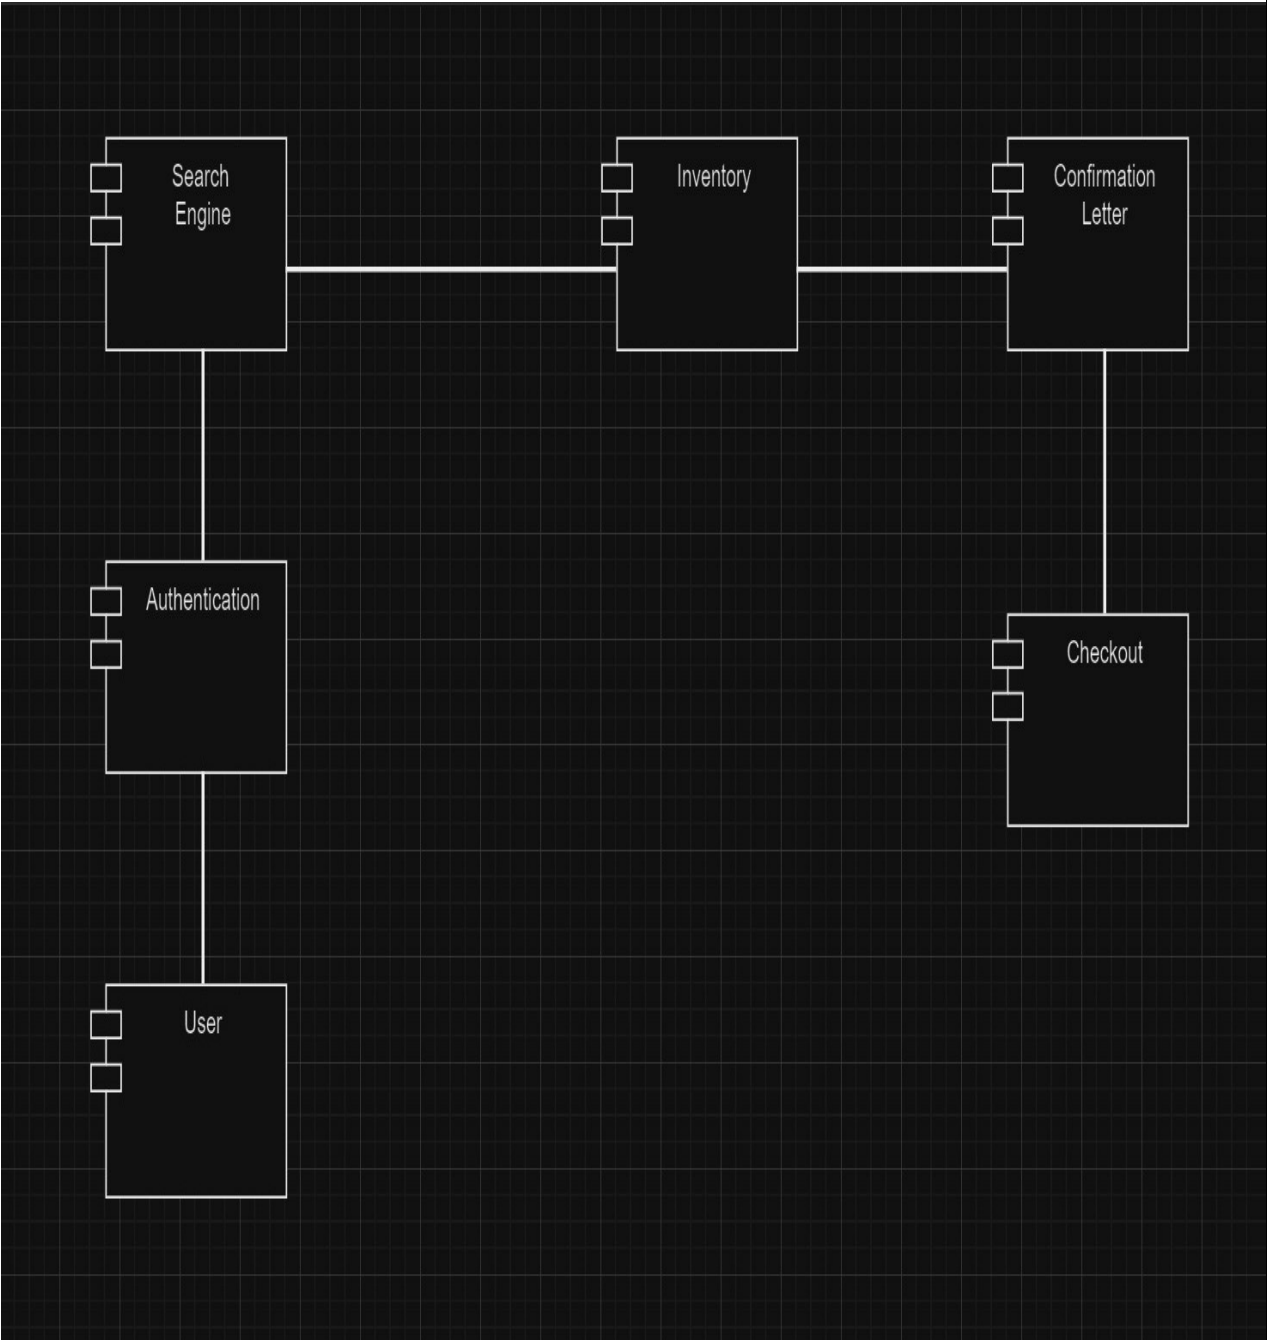 Search
Engine
Inventory
Confirmation
Letter
Authentication
Checkout
User